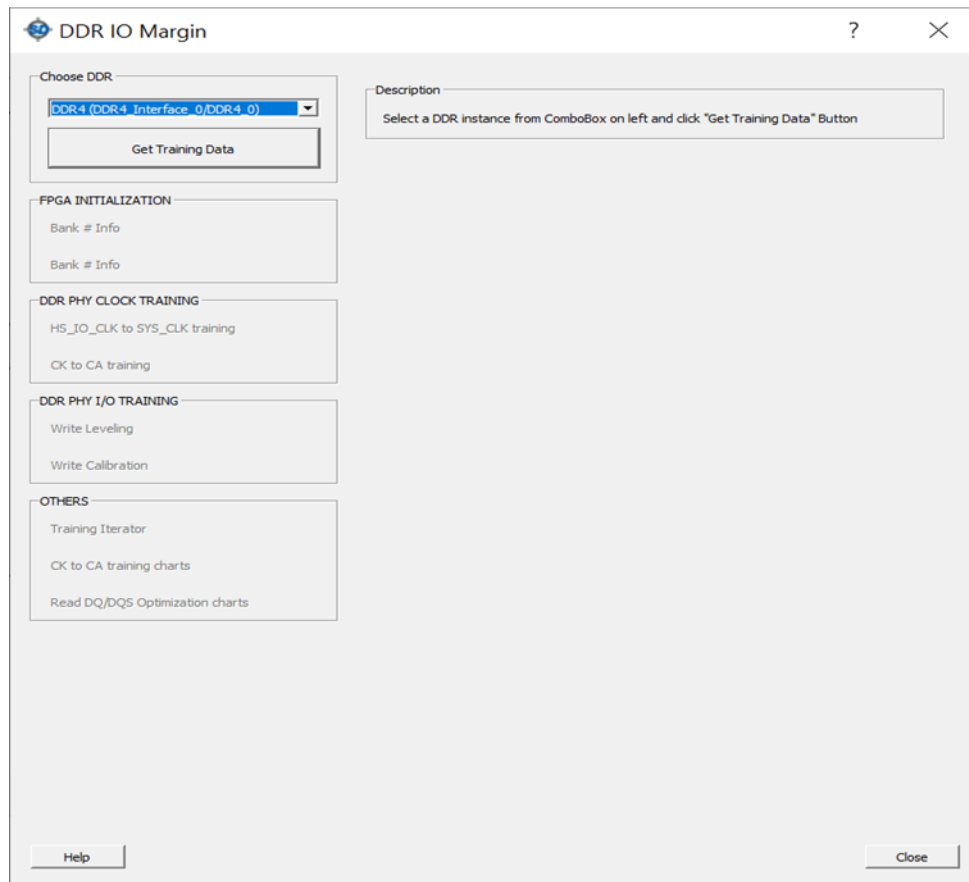 DDR IO Margin
?
Choose DDR
DDR4 (DDR4_Interface_0/DDR4_0)
Get Training Data
Description
Select a DDR instance from ComboBox on left and click "Get Training Data" Button
FPGA INITIALIZATION
Bank # Info
Bank # Info
DDR PHY CLOCK TRAINING
HS_IO_CLK to SYS_CLK training
CK to CA training
DDR PHY I/O TRAINING
Write Leveling
Write Calibration
OTHERS
Training Iterator
CK to CA training charts
Read DQ/DQS Optimization charts
Help
Close